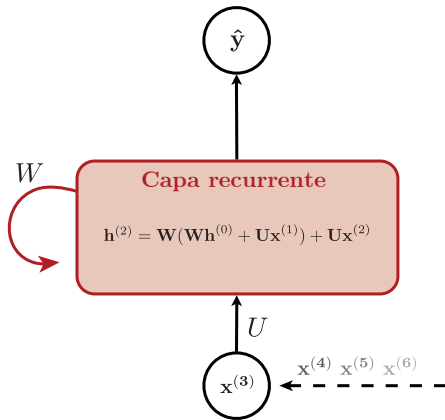 ŷ
W
Capa recurrente
h⁽²⁾ = W(Wh⁽⁰⁾ + Ux⁽¹⁾) + Ux⁽²⁾
U
x⁽⁴⁾ x⁽⁵⁾ x⁽⁶⁾
x⁽³⁾